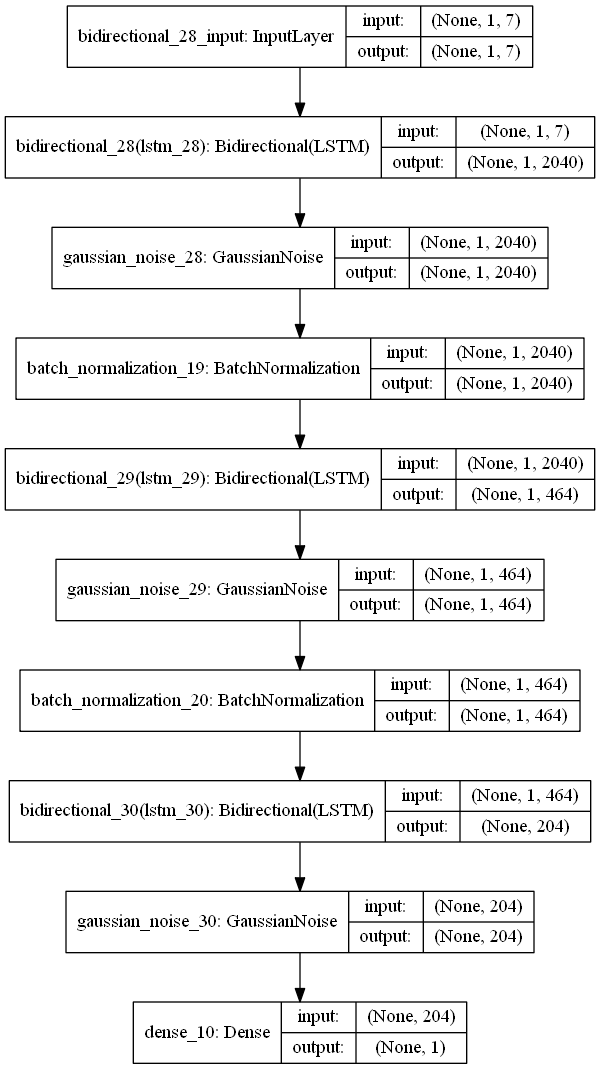 bidirectional_28_input: InputLayer
input: (None, 1, 7)
output: (None, 1, 7)
bidirectional_28(lstm_28): Bidirectional(LSTM)
input: (None, 1, 7)
output: (None, 1, 2040)
gaussian_noise_28: GaussianNoise
input: (None, 1, 2040)
output: (None, 1, 2040)
batch_normalization_19: BatchNormalization
input: (None, 1, 2040)
output: (None, 1, 2040)
bidirectional_29(lstm_29): Bidirectional(LSTM)
input: (None, 1, 2040)
output: (None, 1, 464)
gaussian_noise_29: GaussianNoise
input: (None, 1, 464)
output: (None, 1, 464)
batch_normalization_20: BatchNormalization
input: (None, 1, 464)
output: (None, 1, 464)
bidirectional_30(lstm_30): Bidirectional(LSTM)
input: (None, 1, 464)
output: (None, 204)
gaussian_noise_30: GaussianNoise
input: (None, 204)
output: (None, 204)
dense_10: Dense
input: (None, 204)
output: (None, 1)